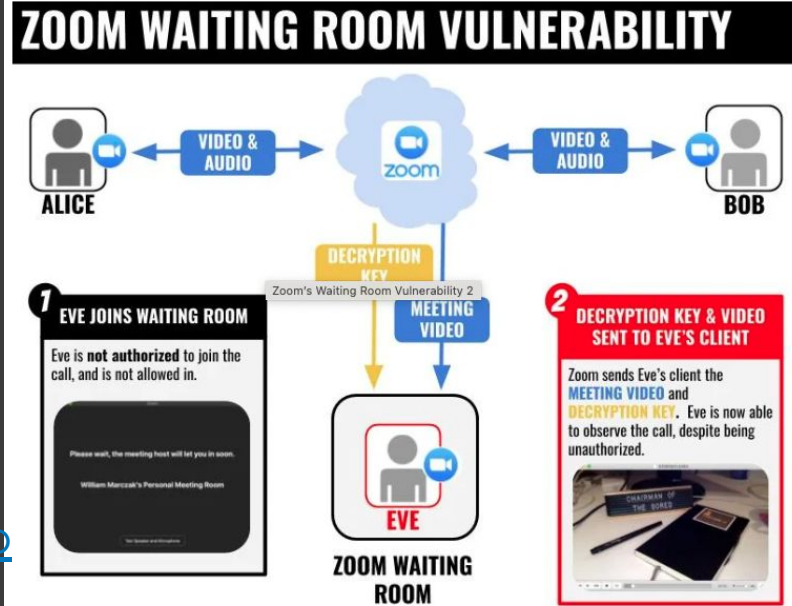 ZOOM WAITING ROOM VULNERABILITY
VIDEO &
AUDIO
zoom
VIDEO &
AUDIO
ALICE
BOB
DECRYPTION
KEY
Zoom's Waiting Room Vulnerability 2
MEETING
VIDEO
1
EVE JOINS WAITING ROOM
Eve is not authorized to join the
call, and is not allowed in.
Please wait, the meeting host will let you in soon.
William Marczak's Personal Meeting Room
Test Speaker and Microphone
2
DECRYPTION KEY & VIDEO
SENT TO EVE'S CLIENT
Zoom sends Eve's client the
MEETING VIDEO and
DECRYPTION KEY. Eve is now able
to observe the call, despite being
unauthorized.
CHAIRMAN OF
THE BORED
EVE
ZOOM WAITING
ROOM